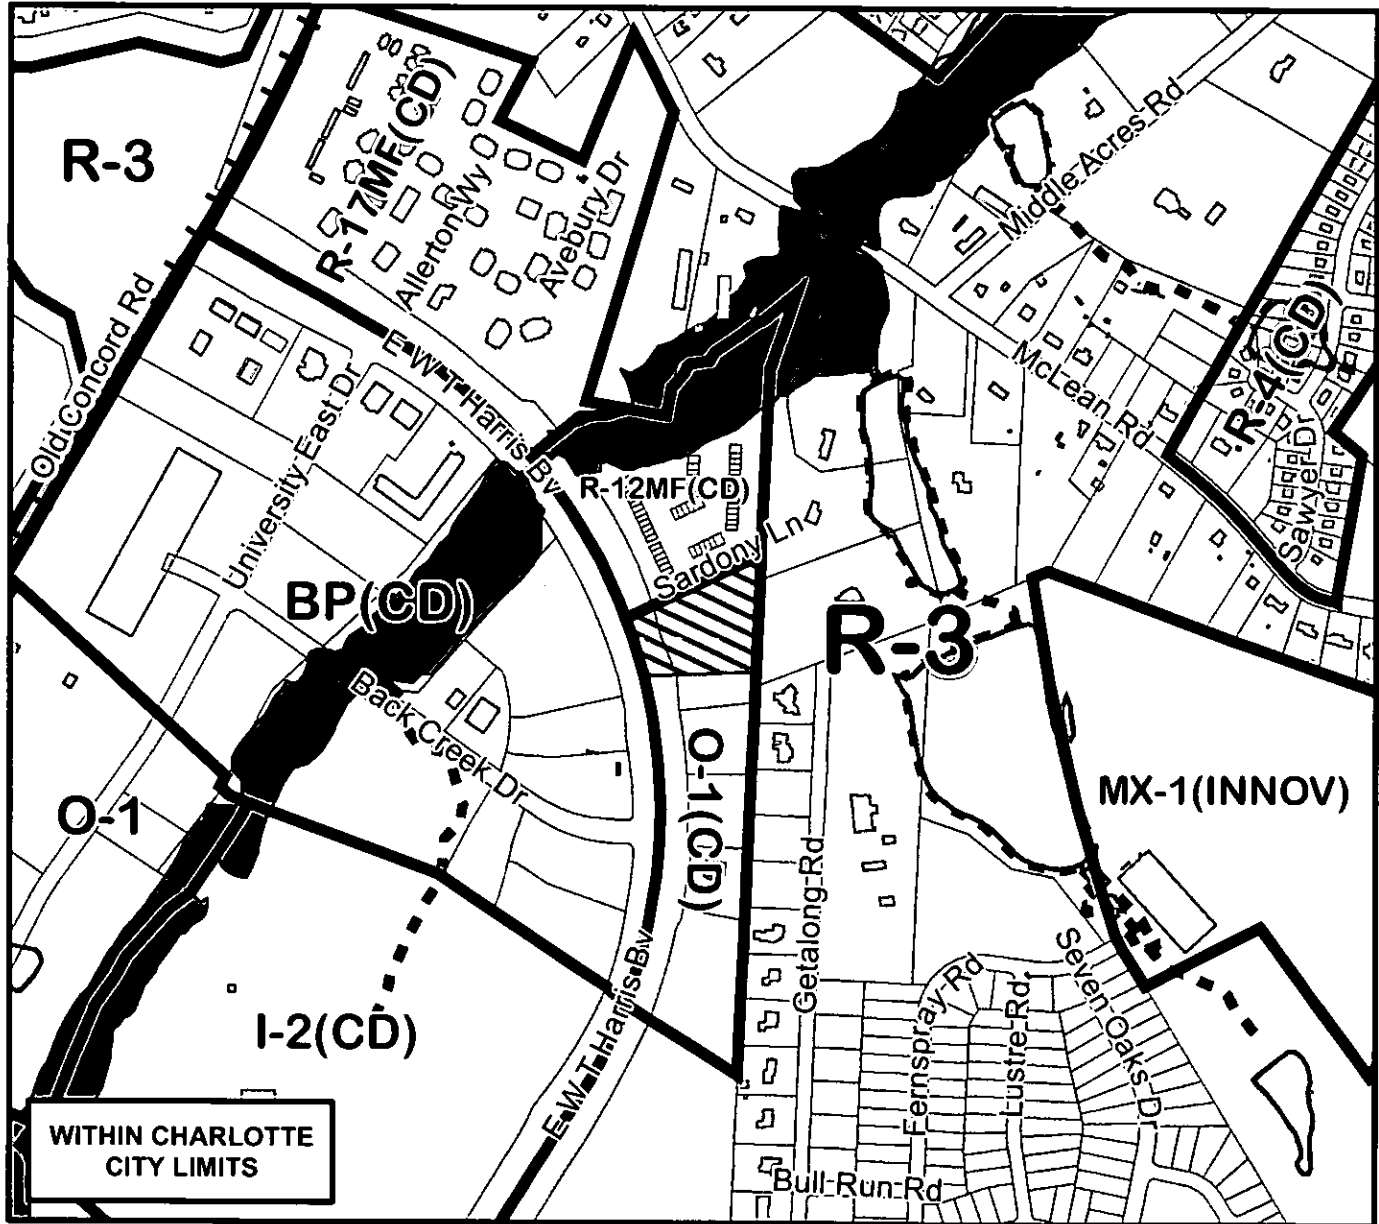 R-3
R-17MF(CD)
Allerton Wy
Avebury Dr
Middle Acres Rd
Old Concord Rd
E W T Harris Bv
University East Dr
McLean Rd
R-4(CD)
Sawyer Dr
R-12MF(CD)
Sardony Ln
BP(CD)
R-3
Back Creek Dr
O-1(CD)
MX-1(INNOV)
O-1
Getalong Rd
I-2(CD)
E W T Harris Bv
Fernspray Rd
Lustre Rd
Seven Oaks Dr
Bull Run Rd
WITHIN CHARLOTTE
CITY LIMITS